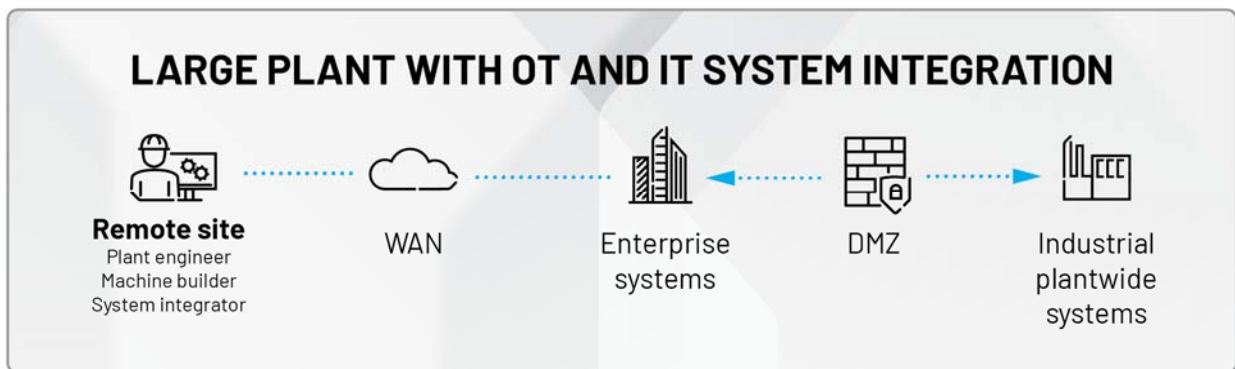 LARGE PLANT WITH OT AND IT SYSTEM INTEGRATION
Remote site
Plant engineer
Machine builder
System integrator
WAN
Enterprise
systems
DMZ
Industrial
plantwide
systems